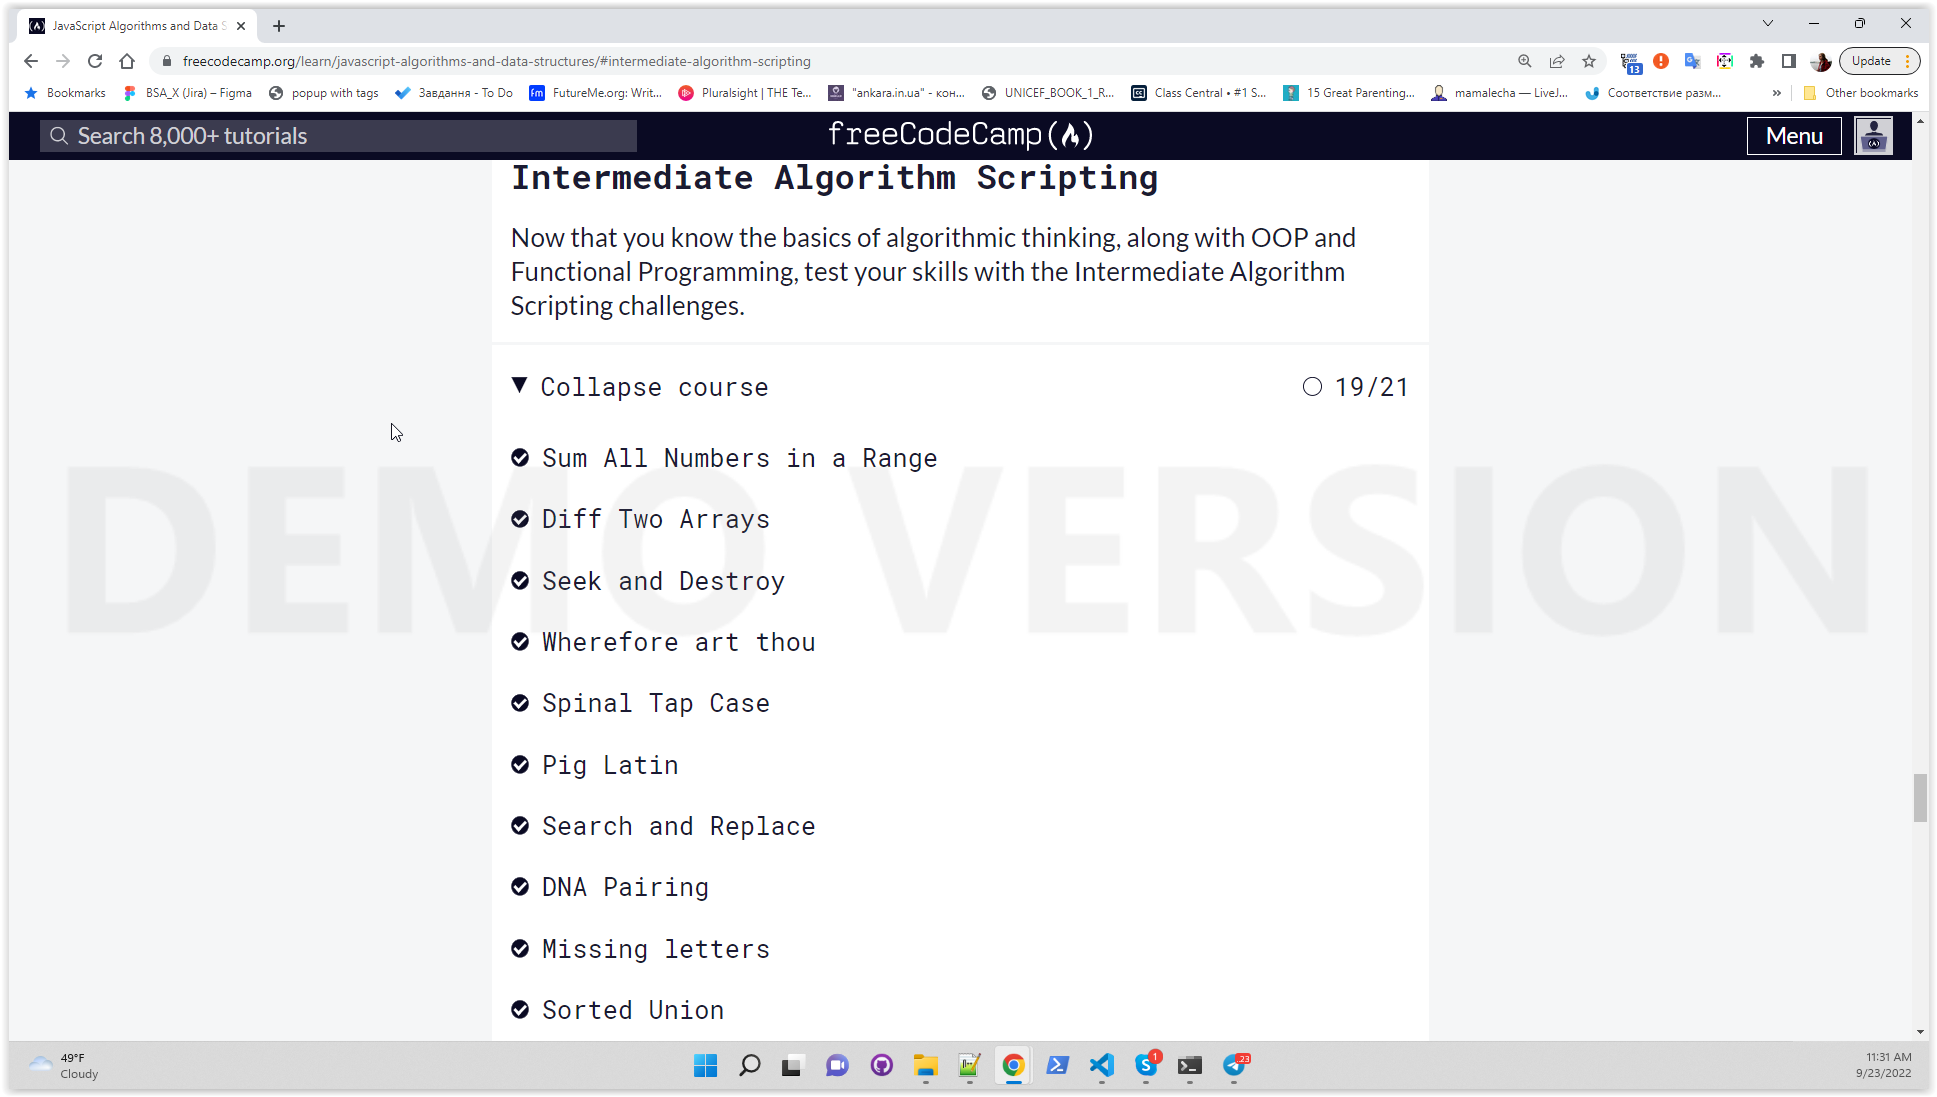 JavaScript Algorithms and Data S
freecodecamp.org/learn/javascript-algorithms-and-data-structures/#intermediate-algorithm-scripting
13
Update
Bookmarks
BSA_X (Jira) – Figma
popup with tags
Завдання - To Do
fm
FutureMe.org: Writ...
Pluralsight | THE Te...
"ankara.in.ua" - кон...
UNICEF_BOOK_1_R...
Class Central • #1 S...
15 Great Parenting...
mamalecha — LiveJ...
Соответствие разм...
»
Other bookmarks
Search 8,000+ tutorials
freeCodeCamp
Menu
Intermediate Algorithm Scripting
Now that you know the basics of algorithmic thinking, along with OOP and
Functional Programming, test your skills with the Intermediate Algorithm
Scripting challenges.
Collapse course
19/21
Sum All Numbers in a Range
Diff Two Arrays
Seek and Destroy
Wherefore art thou
Spinal Tap Case
Pig Latin
Search and Replace
DNA Pairing
Missing letters
Sorted Union
DEMO VERSION
49°F
Cloudy
1
23
11:31 AM
9/23/2022